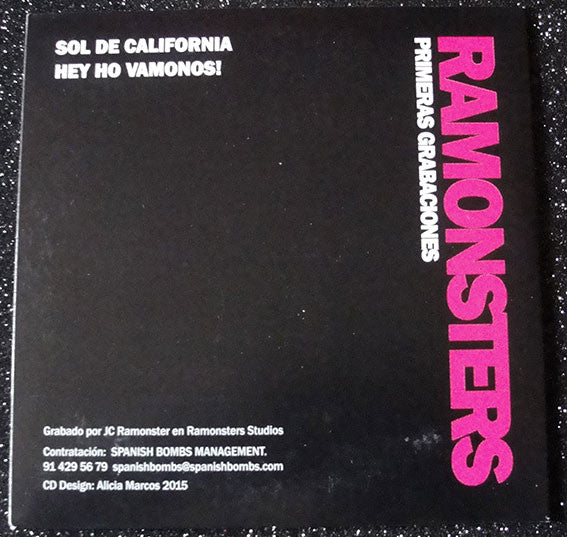 SOL DE CALIFORNIA
HEY HO VAMONOS!
RAMONSTERS
PRIMERAS GRABACIONES
Grabado por JC Ramonster en Ramonsters Studios
Contratación: SPANISH BOMBS MANAGEMENT.
91 429 56 79 spanishbombs@spanishbombs.com
CD Design: Alicia Marcos 2015